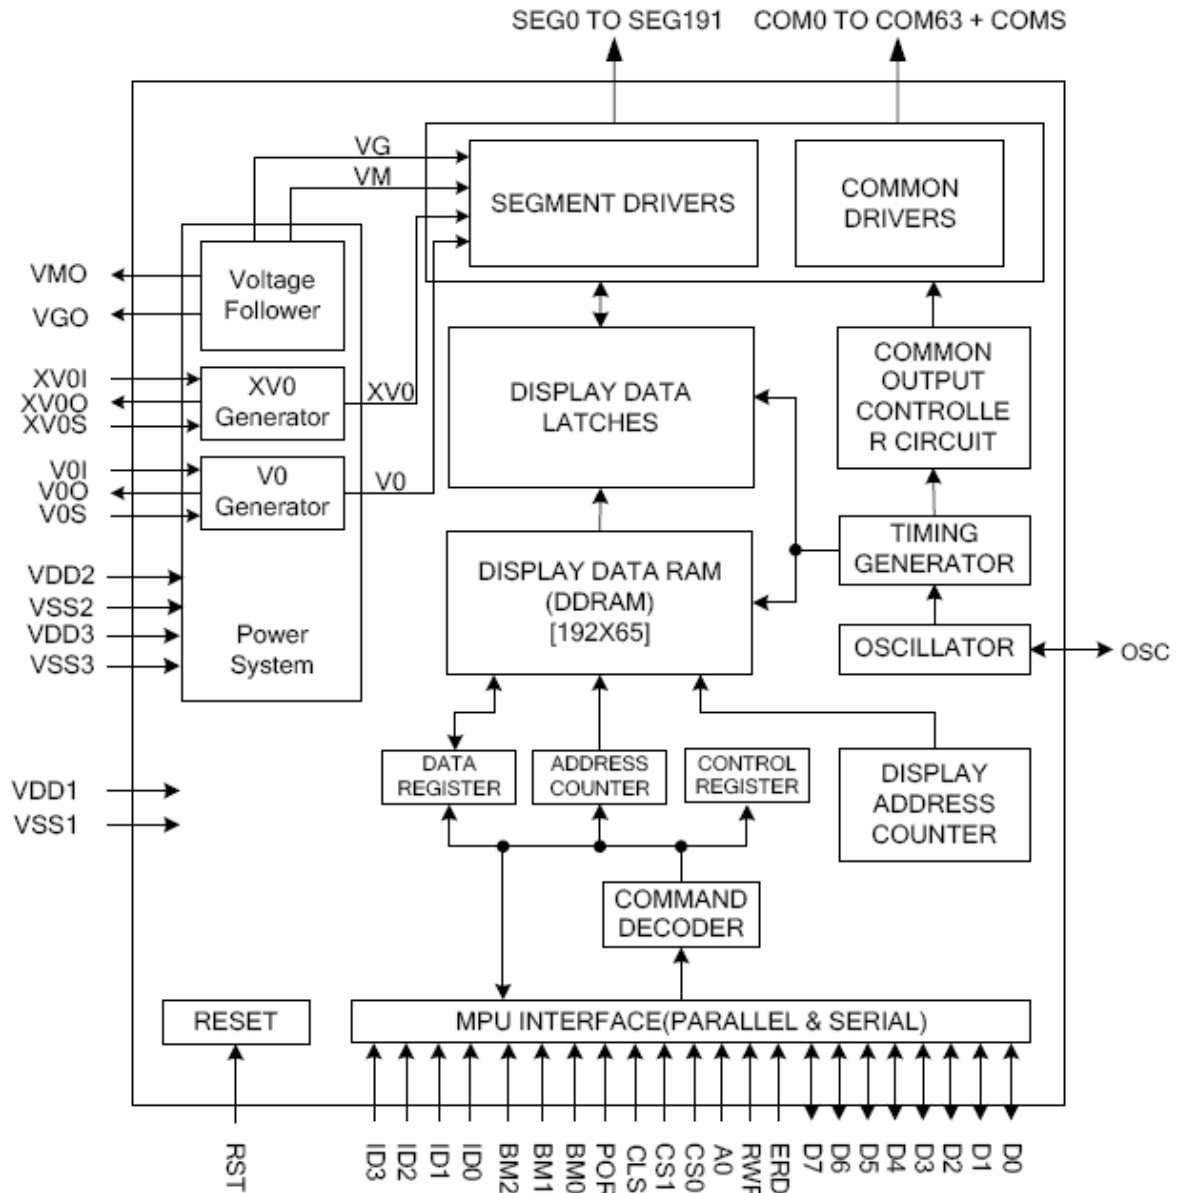 SEG0 TO SEG191
COM0 TO COM63 + COMS
VG
VM
SEGMENT DRIVERS
COMMON
DRIVERS
VMO
VGO
Voltage
Follower
XV0I
XV0O
XV0S
XV0
Generator
XV0
V0I
V0O
V0S
V0
Generator
V0
DISPLAY DATA
LATCHES
COMMON
OUTPUT
CONTROLLE
R CIRCUIT
TIMING
GENERATOR
DISPLAY DATA RAM
(DDRAM)
[192X65]
VDD2
VSS2
VDD3
VSS3
Power
System
OSCILLATOR
OSC
DATA
REGISTER
ADDRESS
COUNTER
CONTROL
REGISTER
DISPLAY
ADDRESS
COUNTER
VDD1
VSS1
COMMAND
DECODER
RESET
MPU INTERFACE(PARALLEL & SERIAL)
RST
ID3
ID2
ID1
ID0
BM2
BM1
BM0
POR
CLS
CS1
CS0
A0
RWR
ERD
D7
D6
D5
D4
D3
D2
D1
D0